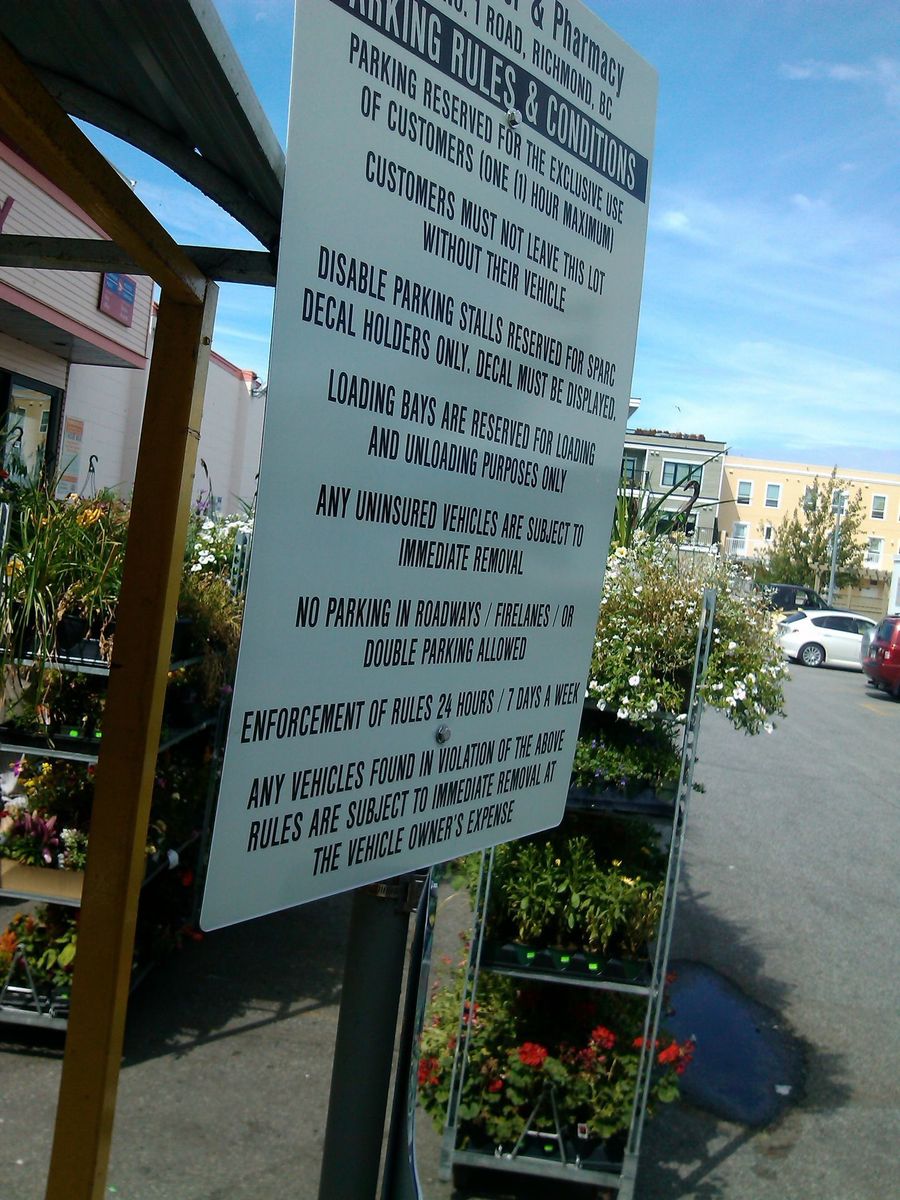 & Pharmacy
NO. 1 ROAD, RICHMOND, BC
PARKING RULES & CONDITIONS
PARKING RESERVED FOR THE EXCLUSIVE USE
OF CUSTOMERS (ONE (1) HOUR MAXIMUM)
CUSTOMERS MUST NOT LEAVE THIS LOT
WITHOUT THEIR VEHICLE
DISABLE PARKING STALLS RESERVED FOR SPARC
DECAL HOLDERS ONLY. DECAL MUST BE DISPLAYED.
LOADING BAYS ARE RESERVED FOR LOADING
AND UNLOADING PURPOSES ONLY
ANY UNINSURED VEHICLES ARE SUBJECT TO
IMMEDIATE REMOVAL
NO PARKING IN ROADWAYS / FIRELANES / OR
DOUBLE PARKING ALLOWED
ENFORCEMENT OF RULES 24 HOURS / 7 DAYS A WEEK
ANY VEHICLES FOUND IN VIOLATION OF THE ABOVE
RULES ARE SUBJECT TO IMMEDIATE REMOVAL AT
THE VEHICLE OWNER'S EXPENSE